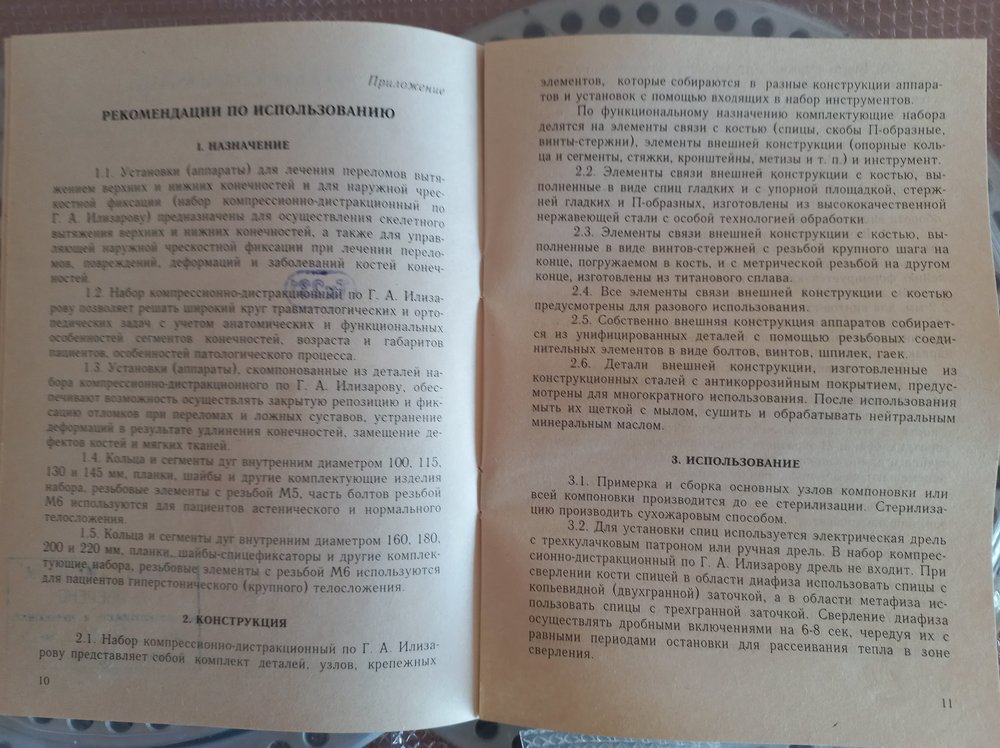 Приложение
РЕКОМЕНДАЦИИ ПО ИСПОЛЬЗОВАНИЮ
1. НАЗНАЧЕНИЕ
1.1. Установки (аппараты) для лечения переломов вытя-
жением верхних и нижних конечностей и для наружной чрес-
костной фиксации (набор компрессионно-дистракционный по
Г. А. Илизарову) предназначены для осуществления скелетного
вытяжения верхних и нижних конечностей, а также для управ-
ляющей наружной чрескостной фиксации при лечении перело-
мов, повреждений, деформаций и заболеваний костей конеч-
ностей.
1.2. Набор компрессионно-дистракционный по Г. А. Илиза-
рову позволяет решать широкий круг травматологических и орто-
педических задач с учетом анатомических и функциональных
особенностей сегментов конечностей, возраста и габаритов
пациентов, особенностей патологического процесса.
1.3. Установки (аппараты), скомпонованные из деталей на-
бора компрессионно-дистракционного по Г. А. Илизарову, обес-
печивают возможность осуществлять закрытую репозицию и фик-
сацию отломков при переломах и ложных суставов, устранение
деформаций в результате удлинения конечностей, замещение де-
фектов костей и мягких тканей.
1.4. Кольца и сегменты дуг внутренним диаметром 100, 115,
130 и 145 мм, планки, шайбы и другие комплектующие изделия
набора, резьбовые элементы с резьбой М5, часть болтов резьбой
М6 используются для пациентов астенического и нормального
телосложения.
1.5. Кольца и сегменты дуг внутренним диаметром 160, 180,
200 и 220 мм, планки, шайбы-спицефиксаторы и другие комплек-
тующие набора, резьбовые элементы с резьбой М6 используются
для пациентов гиперстонического (крупного) телосложения.
2. КОНСТРУКЦИЯ
2.1. Набор компрессионно-дистракционный по Г. А. Илиза-
рову представляет собой комплект деталей, узлов, крепежных
10
элементов, которые собираются в разные конструкции аппара-
тов и установок с помощью входящих в набор инструментов.
По функциональному назначению комплектующие набора
делятся на элементы связи с костью (спицы, скобы П-образные,
винты-стержни), элементы внешней конструкции (опорные коль-
ца и сегменты, стяжки, кронштейны, метизы и т. п.) и инструмент.
2.2. Элементы связи внешней конструкции с костью, вы-
полненные в виде спиц гладких и с упорной площадкой, стерж-
ней гладких и П-образных, изготовлены из высококачественной
нержавеющей стали с особой технологией обработки.
2.3. Элементы связи внешней конструкции с костью, вы-
полненные в виде винтов-стержней с резьбой крупного шага на
конце, погружаемом в кость, и с метрической резьбой на другом
конце, изготовлены из титанового сплава.
2.4. Все элементы связи внешней конструкции с костью
предусмотрены для разового использования.
2.5. Собственно внешняя конструкция аппаратов собирает-
ся из унифицированных деталей с помощью резьбовых соеди-
нительных элементов в виде болтов, винтов, шпилек, гаек.
2.6. Детали внешней конструкции, изготовленные из
конструкционных сталей с антикоррозийным покрытием, предус-
мотрены для многократного использования. После использования
мыть их щеткой с мылом, сушить и обрабатывать нейтральным
минеральным маслом.
3. ИСПОЛЬЗОВАНИЕ
3.1. Примерка и сборка основных узлов компоновки или
всей компоновки производится до ее стерилизации. Стерилиза-
цию производить сухожаровым способом.
3.2. Для установки спиц используется электрическая дрель
с трехкулачковым патроном или ручная дрель. В набор компрес-
сионно-дистракционный по Г. А. Илизарову дрель не входит. При
сверлении кости спицей в области диафиза использовать спицы с
копьевидной (двухгранной) заточкой, а в области метафиза ис-
пользовать спицы с трехгранной заточкой. Сверление диафиза
осуществлять дробными включениями на 6-8 сек, чередуя их с
равными периодами остановки для рассеивания тепла в зоне
сверления.
11